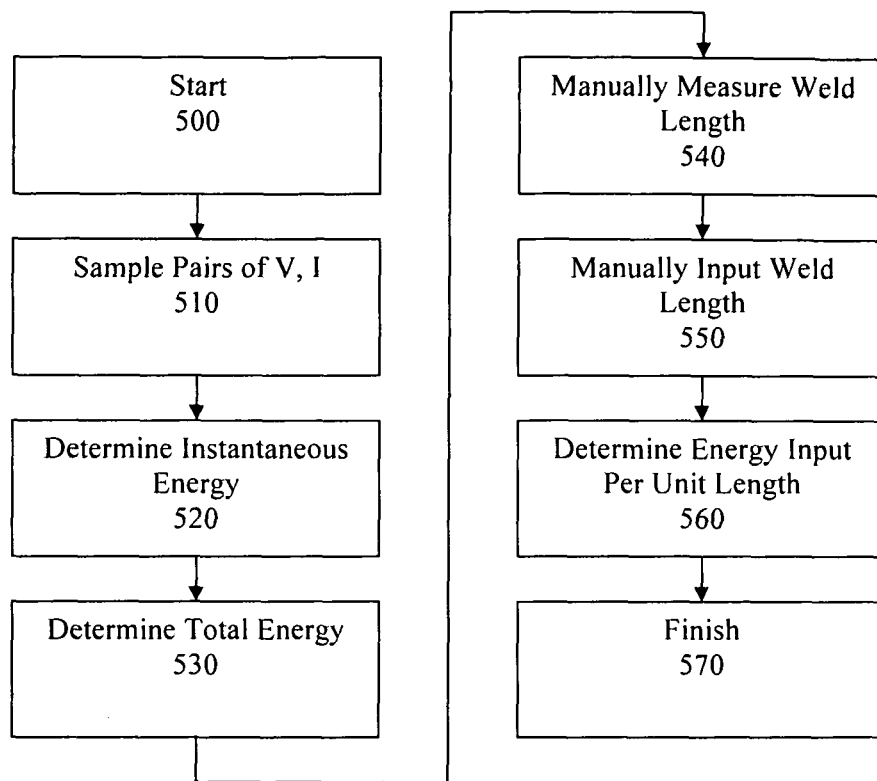 Start
500
Sample Pairs of V, I
510
Determine Instantaneous
Energy
520
Determine Total Energy
530
Manually Measure Weld
Length
540
Manually Input Weld
Length
550
Determine Energy Input
Per Unit Length
560
Finish
570